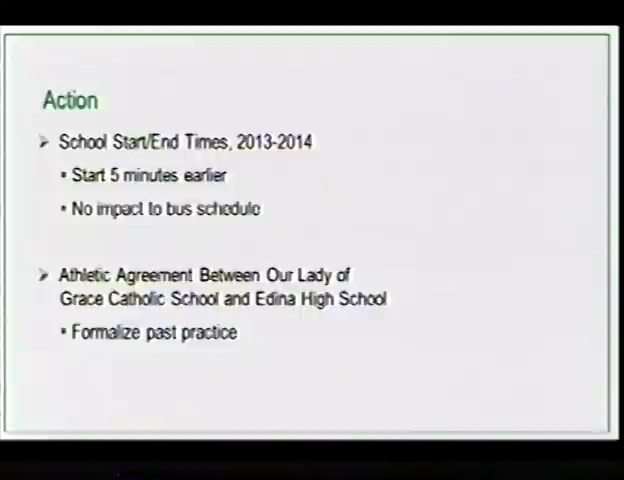 Action
➢ School Start/End Times, 2013-2014
▪ Start 5 minutes earlier
▪ No impact to bus schedule
➢ Athletic Agreement Between Our Lady of
Grace Catholic School and Edina High School
▪ Formalize past practice